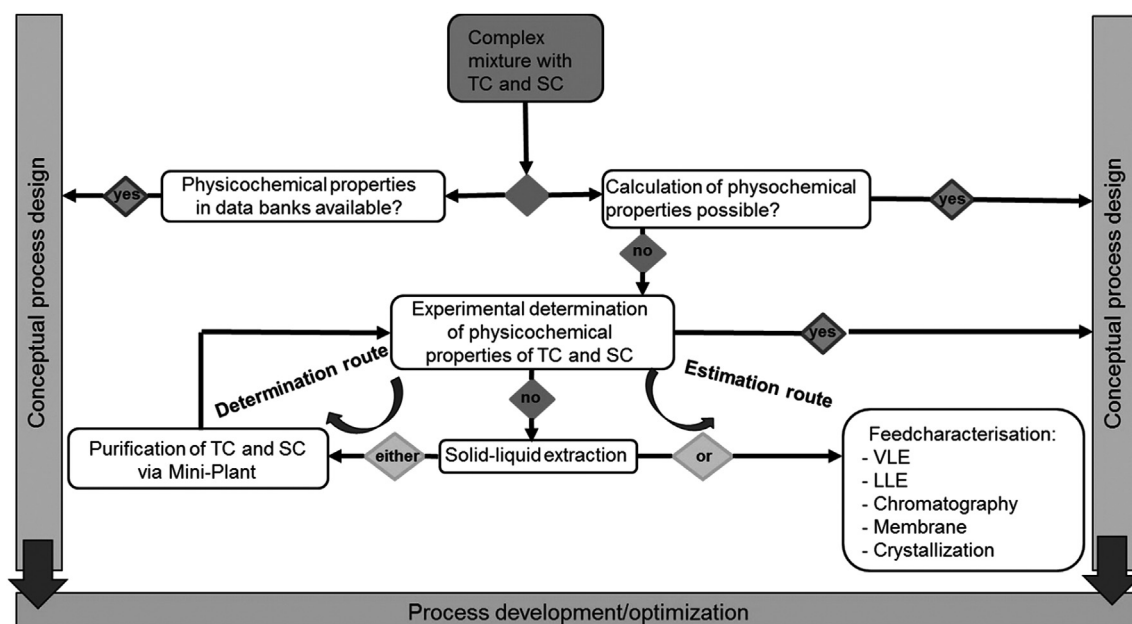 Complex
mixture with
TC and SC
Conceptual process design
yes
Physicochemical properties
in data banks available?
Calculation of physochemical
properties possible?
yes
Conceptual process design
no
Experimental determination
of physicochemical
properties of TC and SC
yes
Determination route
no
Estimation route
Purification of TC and SC
via Mini-Plant
either
Solid-liquid extraction
or
Feedcharacterisation:
- VLE
- LLE
- Chromatography
- Membrane
- Crystallization
Process development/optimization